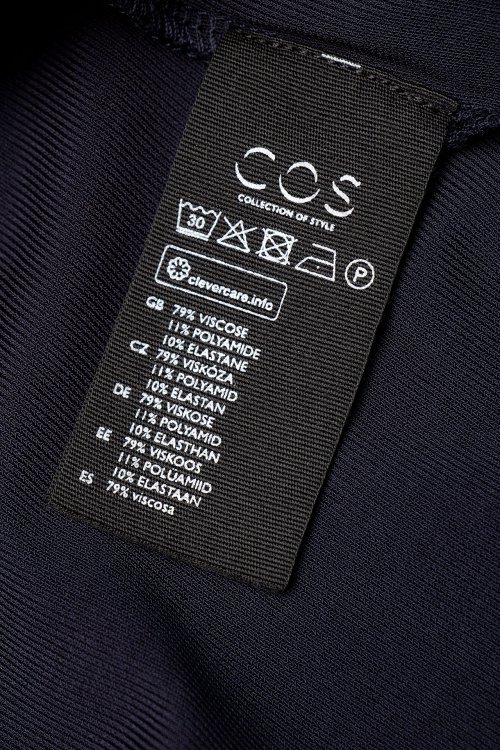 COS
COLLECTION OF STYLE
30
P
clevercare.info
GB 79% VISCOSE
11% POLYAMIDE
10% ELASTANE
CZ 79% VISKÓZA
11% POLYAMID
10% ELASTAN
DE 79% VISKOSE
11% POLYAMID
10% ELASTHAN
EE 79% VISKOOS
11% POLÜAMIID
10% ELASTAAN
ES 79% viscosa